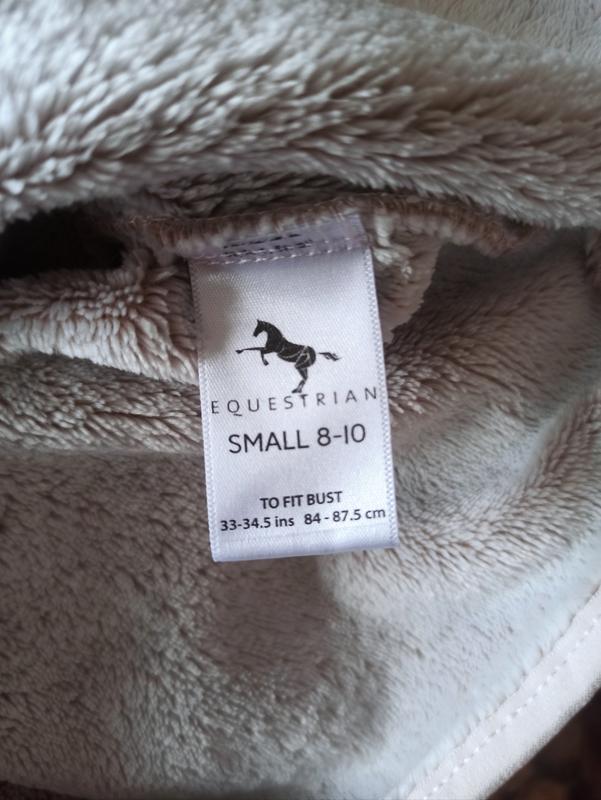 EQUESTRIAN
SMALL 8-10
TO FIT BUST
33-34.5 ins 84 - 87.5 cm